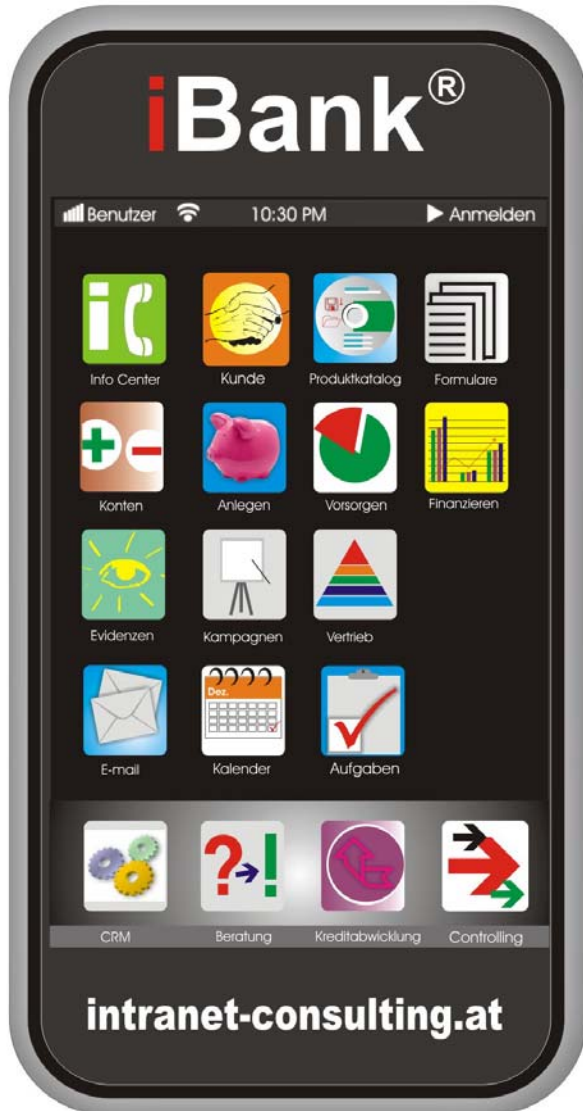 iBank®
Benutzer 10:30 PM Anmelden
Info Center Kunde Produktkatalog Formulare
Konten Anlegen Vorsorgen Finanzieren
Evidenzen Kampagnen Vertrieb
Dez.
E-mail Kalender Aufgaben
CRM Beratung Kreditabwicklung Controlling
intranet-consulting.at